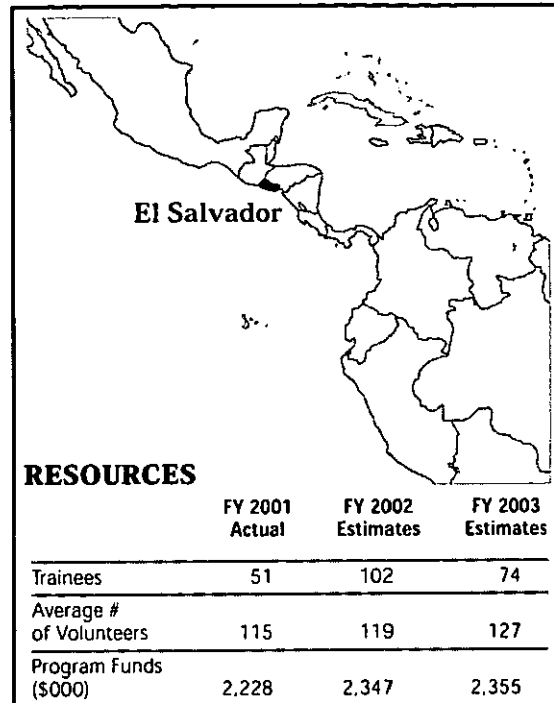 El Salvador
RESOURCES
FY 2001 FY 2002 FY 2003
Actual Estimates Estimates
Trainees 51 102 74
Average #
of Volunteers 115 119 127
Program Funds
($000) 2,228 2,347 2,355